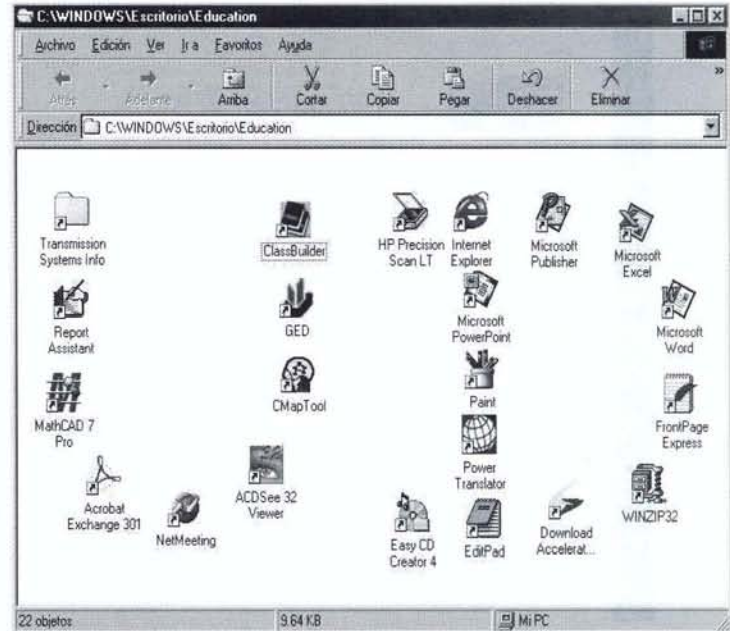 C:\WINDOWS\Escritorio\Education
Archivo Edición Ver Ir a Favoritos Ayuda
Atrás Adelante Arriba Cortar Copiar Pegar Deshacer Eliminar »
Dirección C:\WINDOWS\Escritorio\Education
Transmission
Systems Info
ClassBuilder
HP Precision
Scan LT
Internet
Explorer
Microsoft
Publisher
Microsoft
Excel
Report
Assistant
GED
Microsoft
PowerPoint
Microsoft
Word
MathCAD 7
Pro
CMapTool
Paint
FrontPage
Express
Power
Translator
Acrobat
Exchange 301
NetMeeting
ACDSee 32
Viewer
Easy CD
Creator 4
EditPad
Download
Accelerat...
WINZIP32
22 objetos 9.64 KB Mi PC